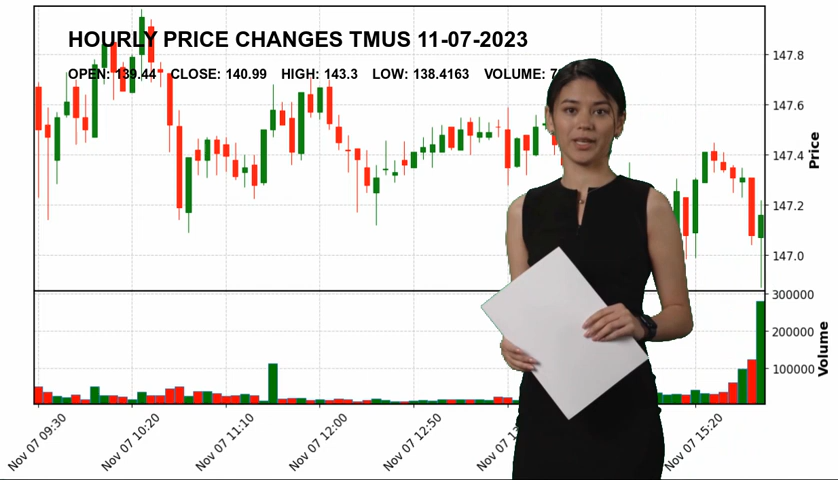 HOURLY PRICE CHANGES TMUS 11-07-2023
OPEN: 139.44 CLOSE: 140.99 HIGH: 143.3 LOW: 138.4163 VOLUME:
147.8
147.6
147.4
147.2
147.0
Price
300000
200000
100000
Volume
Nov 07 09:30
Nov 07 10:20
Nov 07 11:10
Nov 07 12:00
Nov 07 12:50
Nov 07
Nov 07 15:20